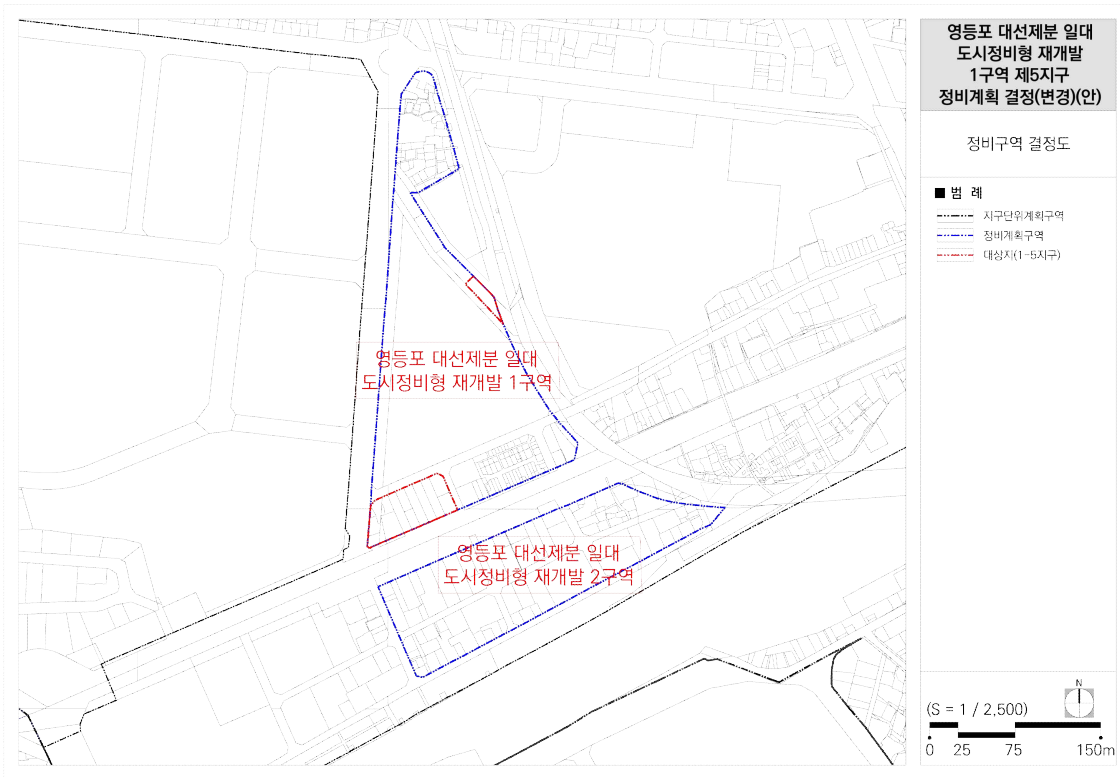 영등포 대선제분 일대
도시정비형 재개발
1구역 제5지구
정비계획 결정(변경)(안)
정비구역 결정도
■ 범 례
지구단위계획구역
정비계획구역
대상지(1-5지구)
영등포 대선제분 일대
도시정비형 재개발 1구역
영등포 대선제분 일대
도시정비형 재개발 2구역
N
(S = 1 / 2,500)
0 25 75 150m